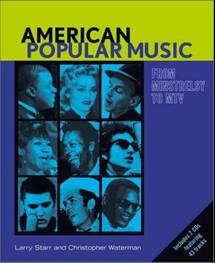 AMERICAN
POPULAR MUSIC
FROM
MINSTRELSY
TO MTV
Includes 2 CDs
featuring
43 tracks
Larry Starr and Christopher Waterman